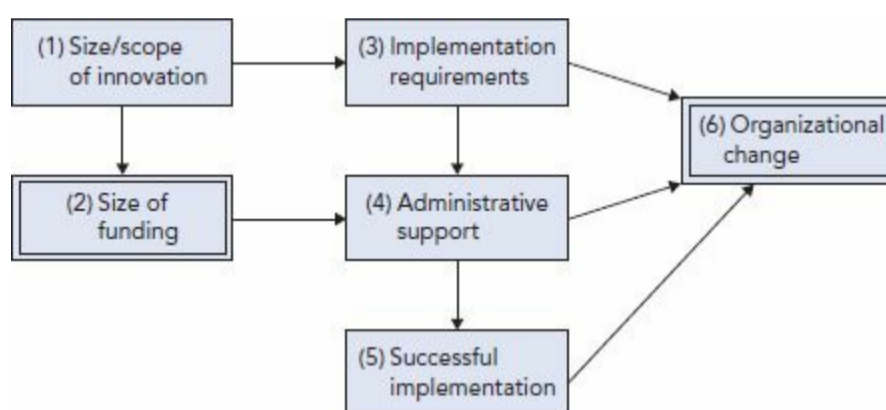 (1) Size/scope
of innovation
(2) Size of
funding
(3) Implementation
requirements
(4) Administrative
support
(5) Successful
implementation
(6) Organizational
change